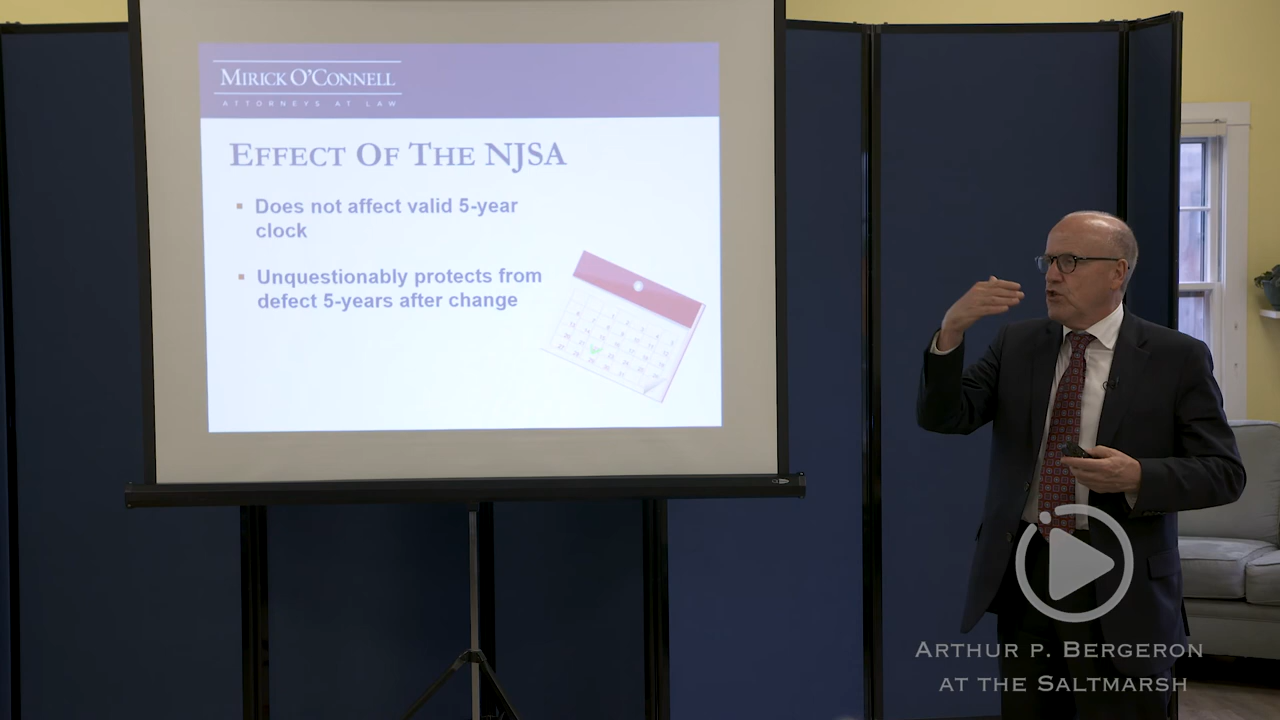 MIRICK O'CONNELL
ATTORNEYS AT LAW
EFFECT OF THE NJSA
▪ Does not affect valid 5-year
clock
▪ Unquestionably protects from
defect 5-years after change
ARTHUR P. BERGERON
AT THE SALTMARSH